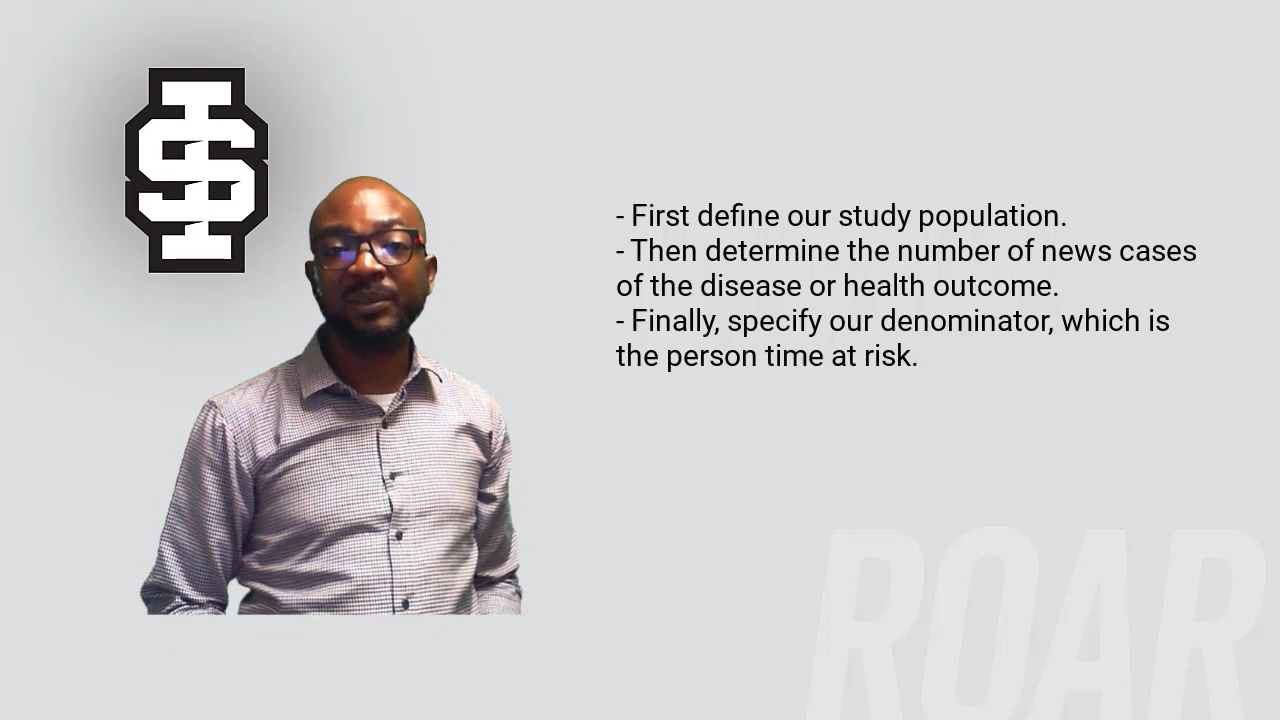 IS
- First define our study population.
- Then determine the number of news cases
of the disease or health outcome.
- Finally, specify our denominator, which is
the person time at risk.
ROAR